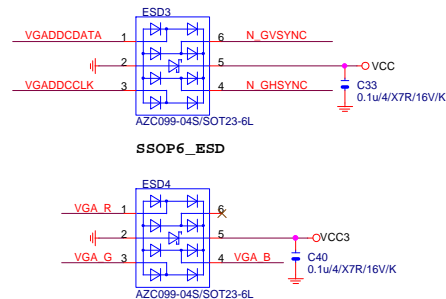 ESD3
VGADDCDATA 1 6 N_GVSYNC
2 5 VCC
VGADDCCLK 3 4 N_GHSYNC
C33
0.1u/4/X7R/16V/K
AZC099-04S/SOT23-6L
SSOP6_ESD
ESD4
VGA_R 1 6
2 5 VCC3
VGA_G 3 4 VGA_B
C40
0.1u/4/X7R/16V/K
AZC099-04S/SOT23-6L